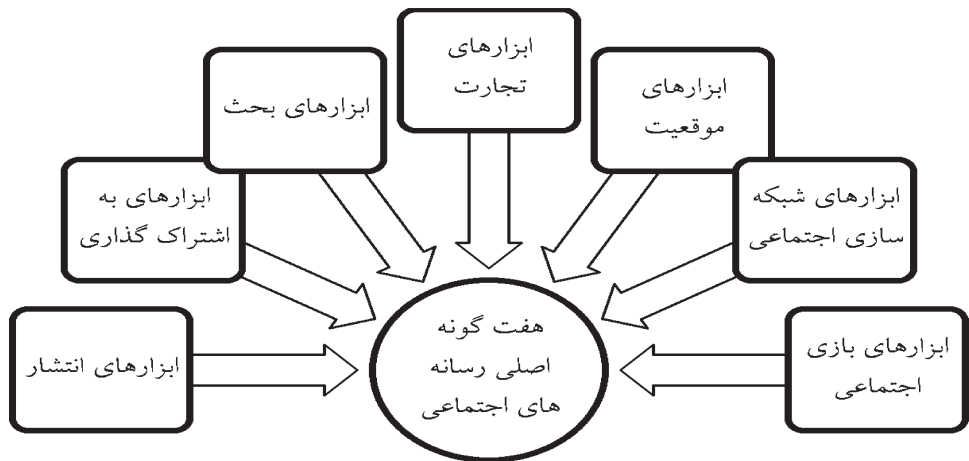 ابزارهای
تجارت
ابزارهای
موقعیت
ابزارهای بحث
ابزارهای شبکه
سازی اجتماعی
ابزارهای به
اشتراک گذاری
ابزارهای بازی
اجتماعی
ابزارهای انتشار
هفت گونه
اصلی رسانه
های اجتماعی